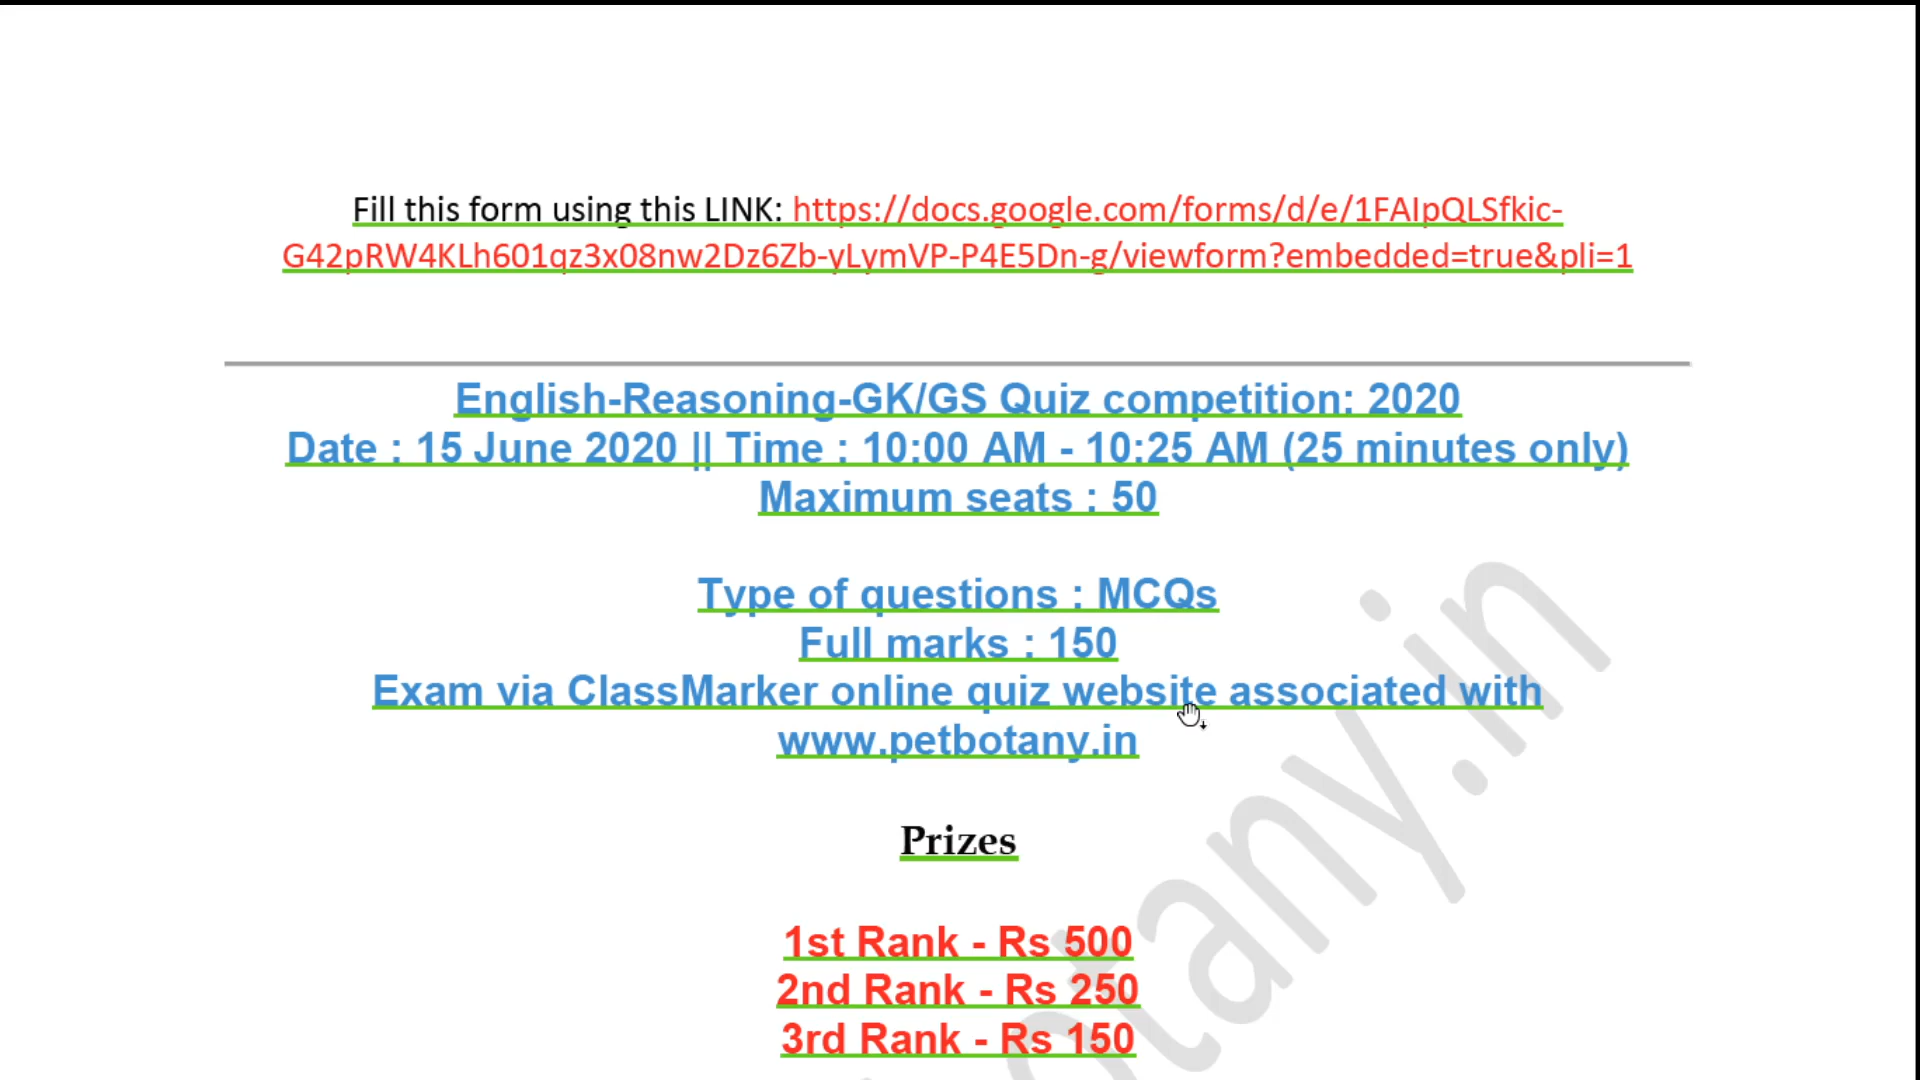 Fill this form using this LINK: https://docs.google.com/forms/d/e/1FAIpQLSfkic-
G42pRW4KLh601qz3x08nw2Dz6Zb-yLymVP-P4E5Dn-g/viewform?embedded=true&pli=1
English-Reasoning-GK/GS Quiz competition: 2020
Date : 15 June 2020 || Time : 10:00 AM - 10:25 AM (25 minutes only)
Maximum seats : 50
Type of questions : MCQs
Full marks : 150
Exam via ClassMarker online quiz website associated with
www.petbotany.in
Prizes
1st Rank - Rs 500
2nd Rank - Rs 250
3rd Rank - Rs 150
otany.in